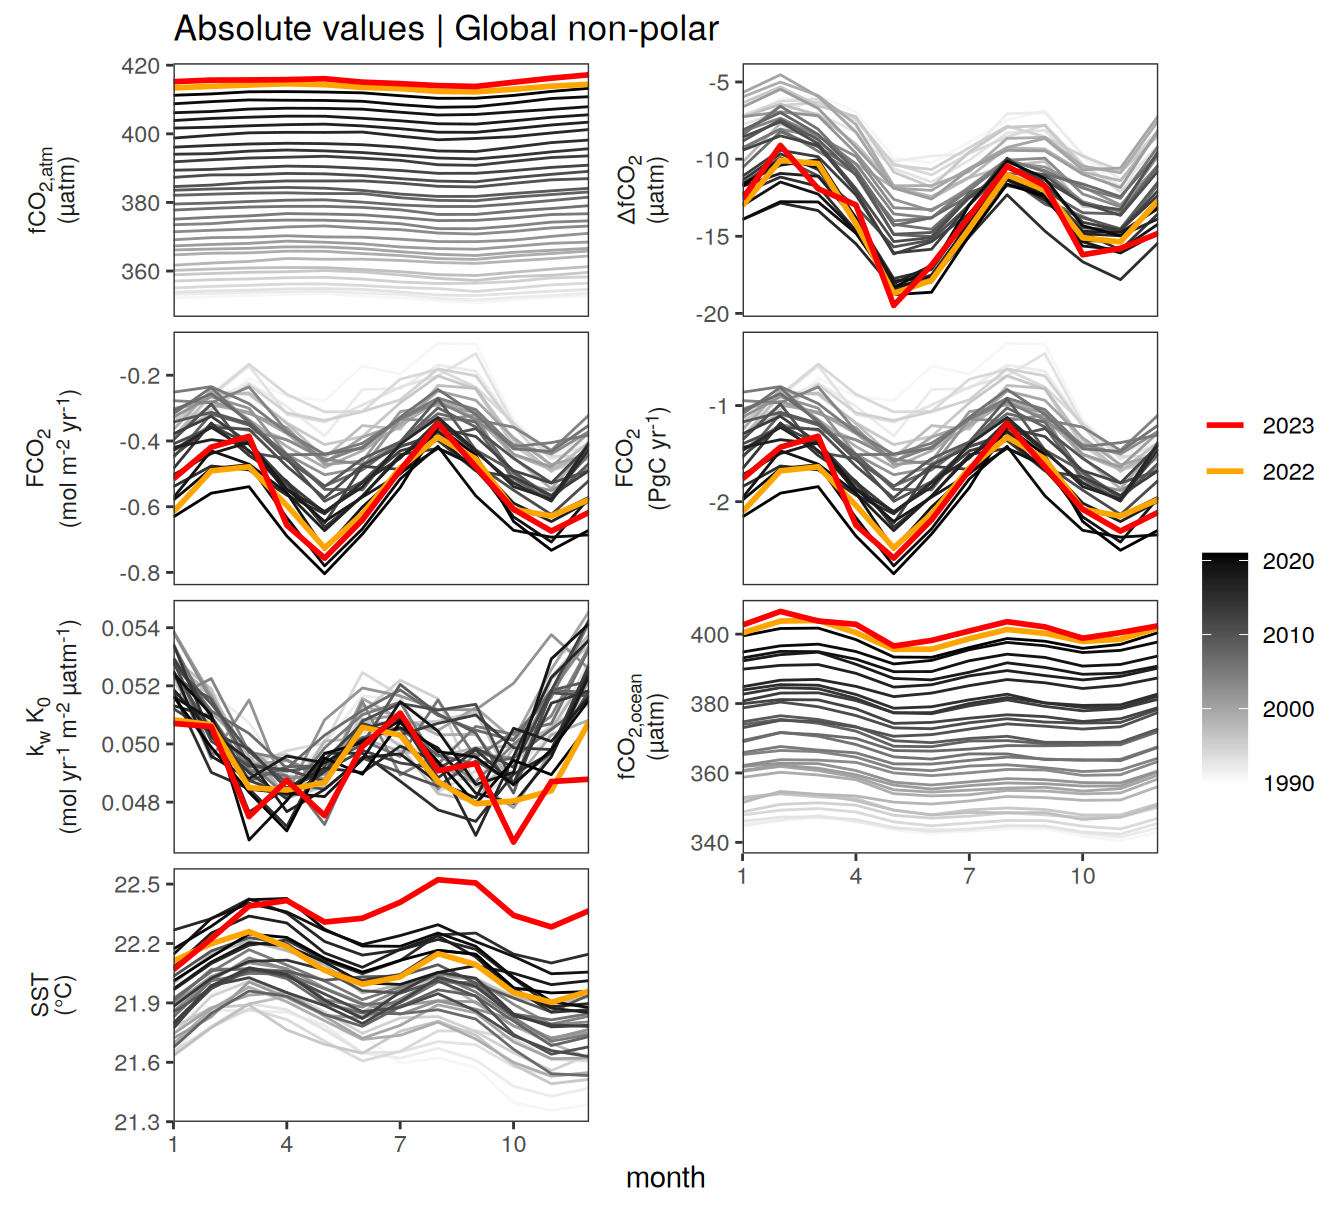 Absolute values | Global non-polar
fCO2,atm
(µatm)
420
400
380
360
ΔfCO2
(µatm)
-5
-10
-15
-20
FCO2
(mol m-2 yr-1)
-0.2
-0.4
-0.6
-0.8
FCO2
(PgC yr-1)
-1
-2
kw K0
(mol yr-1 m-2 µatm-1)
0.054
0.052
0.050
0.048
fCO2,ocean
(µatm)
400
380
360
340
1 4 7 10
SST
(°C)
22.5
22.2
21.9
21.6
21.3
1 4 7 10
month
2023
2022
2020
2010
2000
1990